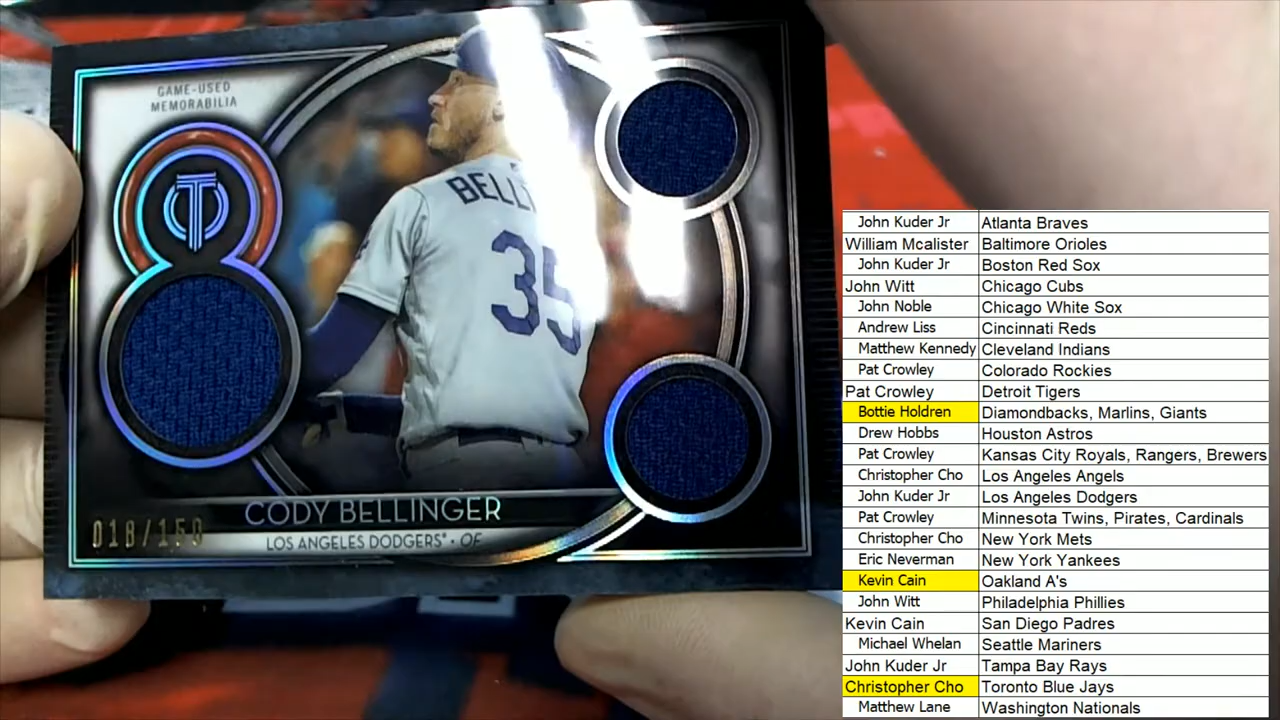 GAME-USED
MEMORABILIA
T
35
CODY BELLINGER
018/150
LOS ANGELES DODGERS® • OF
John Kuder Jr Atlanta Braves
William Mcalister Baltimore Orioles
John Kuder Jr Boston Red Sox
John Witt Chicago Cubs
John Noble Chicago White Sox
Andrew Liss Cincinnati Reds
Matthew Kennedy Cleveland Indians
Pat Crowley Colorado Rockies
Pat Crowley Detroit Tigers
Bottie Holdren Diamondbacks, Marlins, Giants
Drew Hobbs Houston Astros
Pat Crowley Kansas City Royals, Rangers, Brewers
Christopher Cho Los Angeles Angels
John Kuder Jr Los Angeles Dodgers
Pat Crowley Minnesota Twins, Pirates, Cardinals
Christopher Cho New York Mets
Eric Neverman New York Yankees
Kevin Cain Oakland A's
John Witt Philadelphia Phillies
Kevin Cain San Diego Padres
Michael Whelan Seattle Mariners
John Kuder Jr Tampa Bay Rays
Christopher Cho Toronto Blue Jays
Matthew Lane Washington Nationals